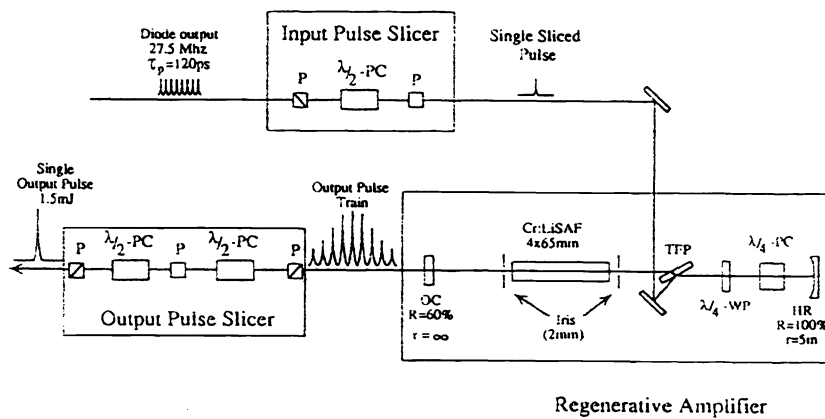 Diode output
27.5 Mhz
τp=120ps
Input Pulse Slicer
P
λ/2-PC
P
Single Sliced
Pulse
Single
Output Pulse
1.5mJ
P
λ/2-PC
P
λ/2-PC
P
Output Pulse Slicer
Output Pulse
Train
OC
R=60%
r = ∞
Cr:LiSAF
4x65mm
Iris
(2mm)
TFP
λ/4-WP
λ/4-PC
HR
R=100%
r=5m
Regenerative Amplifier